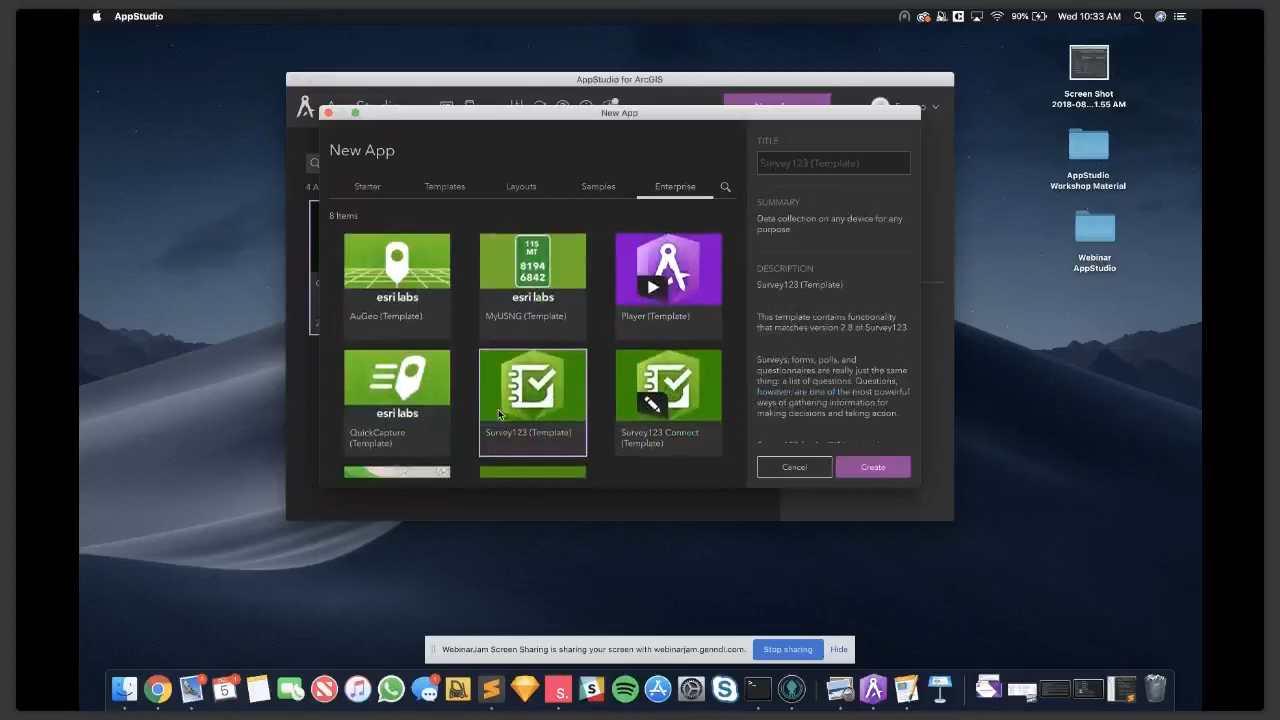 AppStudio
90%
Wed 10:33 AM
AppStudio for ArcGIS
Screen Shot
2018-08...1.55 AM
AppStudio
Workshop Material
Webinar
AppStudio
New App
New App
Starter
Templates
Layouts
Samples
Enterprise
8 Items
esri labs
AuGeo (Template)
115
MT
8194
6842
esri labs
MyUSNG (Template)
Player (Template)
esri labs
QuickCapture
(Template)
Survey123 (Template)
Survey123 Connect
(Template)
TITLE
Survey123 (Template)
SUMMARY
Data collection on any device for any
purpose
DESCRIPTION
Survey123 (Template)
This template contains functionality
that matches version 2.8 of Survey123.
Surveys, forms, polls, and
questionnaires are really just the same
thing: a list of questions. Questions,
however, are one of the most powerful
ways of gathering information for
making decisions and taking action.
Cancel
Create
WebinarJam Screen Sharing is sharing your screen with webinarjam.genndi.com.
Stop sharing
Hide
5
S.